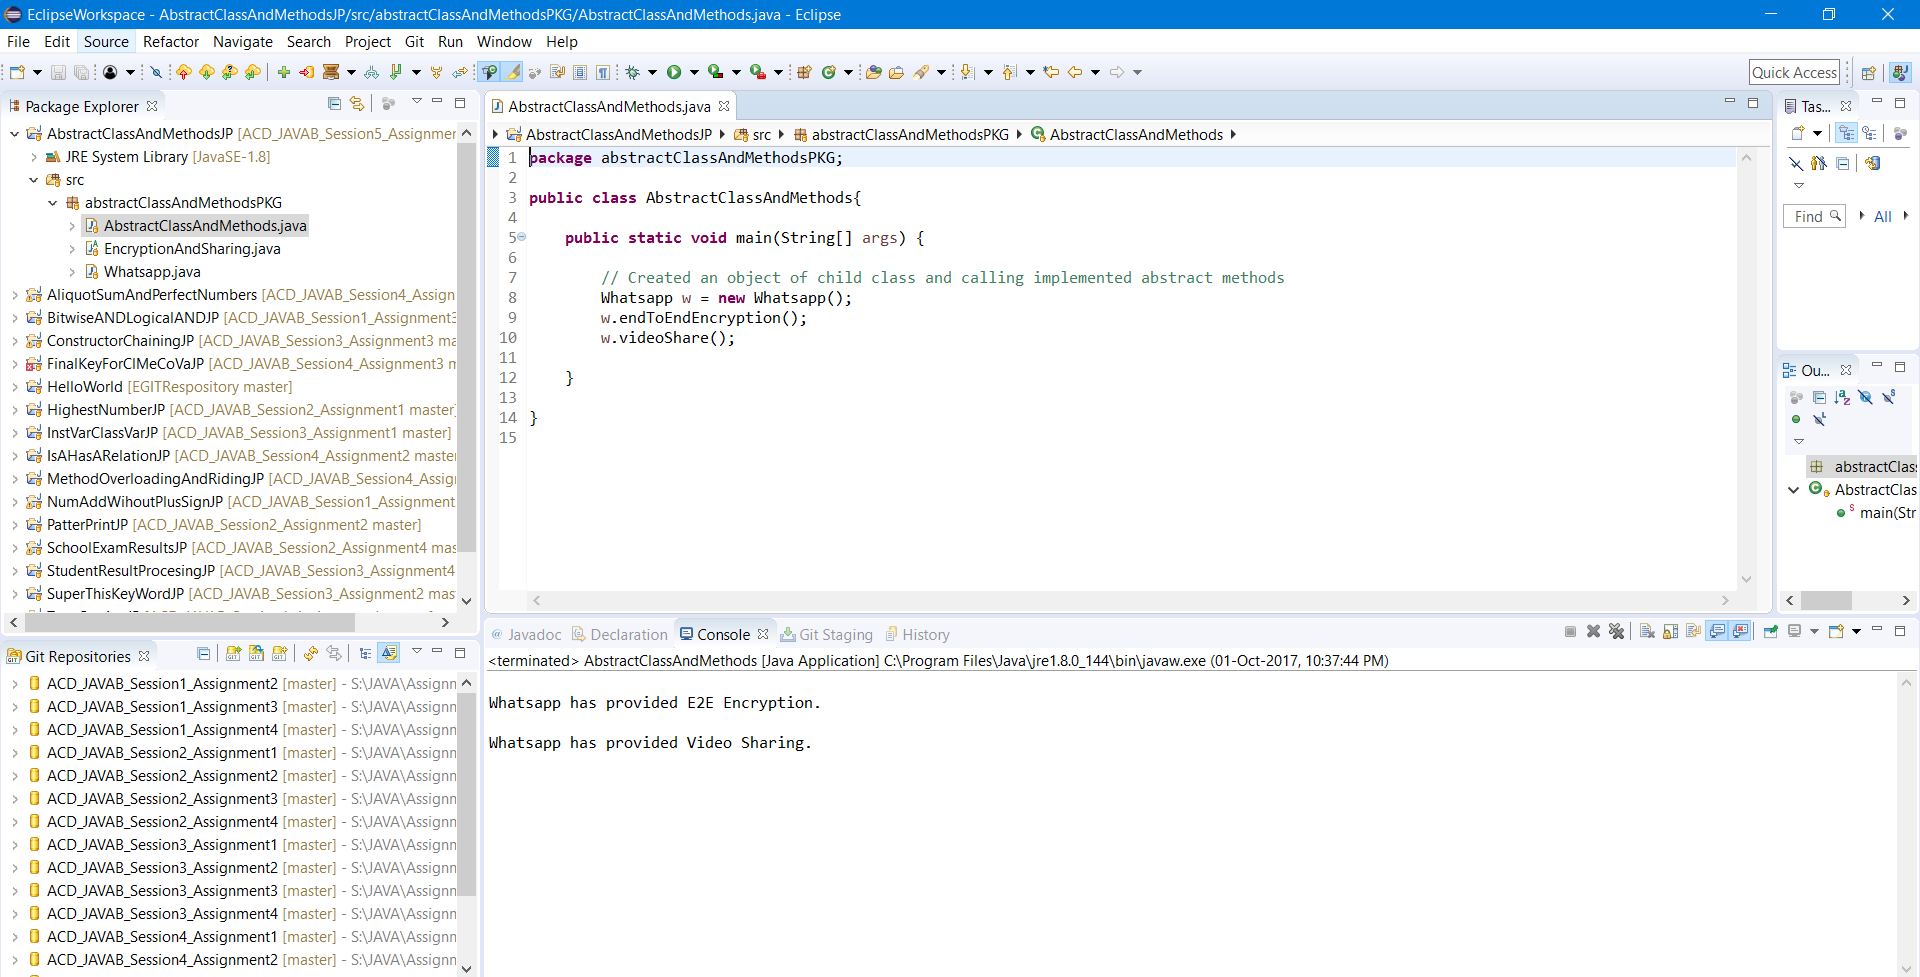 EclipseWorkspace - AbstractClassAndMethodsJP/src/abstractClassAndMethodsPKG/AbstractClassAndMethods.java - Eclipse
File Edit Source Refactor Navigate Search Project Git Run Window Help
Quick Access
Package Explorer
AbstractClassAndMethodsJP [ACD_JAVAB_Session5_Assignmer
JRE System Library [JavaSE-1.8]
src
abstractClassAndMethodsPKG
AbstractClassAndMethods.java
EncryptionAndSharing.java
Whatsapp.java
AliquotSumAndPerfectNumbers [ACD_JAVAB_Session4_Assign
BitwiseANDLogicalANDJP [ACD_JAVAB_Session1_Assignment3
ConstructorChainingJP [ACD_JAVAB_Session3_Assignment3 ma
FinalKeyForClMeCoVaJP [ACD_JAVAB_Session4_Assignment3 m
HelloWorld [EGITRespository master]
HighestNumberJP [ACD_JAVAB_Session2_Assignment1 master]
InstVarClassVarJP [ACD_JAVAB_Session3_Assignment1 master]
IsAHasARelationJP [ACD_JAVAB_Session4_Assignment2 master
MethodOverloadingAndRidingJP [ACD_JAVAB_Session4_Assig
NumAddWihoutPlusSignJP [ACD_JAVAB_Session1_Assignment
PatterPrintJP [ACD_JAVAB_Session2_Assignment2 master]
SchoolExamResultsJP [ACD_JAVAB_Session2_Assignment4 mas
StudentResultProcesingJP [ACD_JAVAB_Session3_Assignment4
SuperThisKeyWordJP [ACD_JAVAB_Session3_Assignment2 mas
AbstractClassAndMethods.java
AbstractClassAndMethodsJP src abstractClassAndMethodsPKG AbstractClassAndMethods
1 package abstractClassAndMethodsPKG;
2
3 public class AbstractClassAndMethods{
4
5 public static void main(String[] args) {
6
7 // Created an object of child class and calling implemented abstract methods
8 Whatsapp w = new Whatsapp();
9 w.endToEndEncryption();
10 w.videoShare();
11
12 }
13
14 }
15
Tas...
Find All
Ou...
abstractClas
AbstractClas
main(Str
Git Repositories
ACD_JAVAB_Session1_Assignment2 [master] - S:\JAVA\Assignn
ACD_JAVAB_Session1_Assignment3 [master] - S:\JAVA\Assignn
ACD_JAVAB_Session1_Assignment4 [master] - S:\JAVA\Assignn
ACD_JAVAB_Session2_Assignment1 [master] - S:\JAVA\Assignn
ACD_JAVAB_Session2_Assignment2 [master] - S:\JAVA\Assignn
ACD_JAVAB_Session2_Assignment3 [master] - S:\JAVA\Assignn
ACD_JAVAB_Session2_Assignment4 [master] - S:\JAVA\Assignn
ACD_JAVAB_Session3_Assignment1 [master] - S:\JAVA\Assignn
ACD_JAVAB_Session3_Assignment2 [master] - S:\JAVA\Assignn
ACD_JAVAB_Session3_Assignment3 [master] - S:\JAVA\Assignn
ACD_JAVAB_Session3_Assignment4 [master] - S:\JAVA\Assignn
ACD_JAVAB_Session4_Assignment1 [master] - S:\JAVA\Assignn
ACD_JAVAB_Session4_Assignment2 [master] - S:\JAVA\Assignn
Javadoc Declaration Console Git Staging History
<terminated> AbstractClassAndMethods [Java Application] C:\Program Files\Java\jre1.8.0_144\bin\javaw.exe (01-Oct-2017, 10:37:44 PM)
Whatsapp has provided E2E Encryption.
Whatsapp has provided Video Sharing.